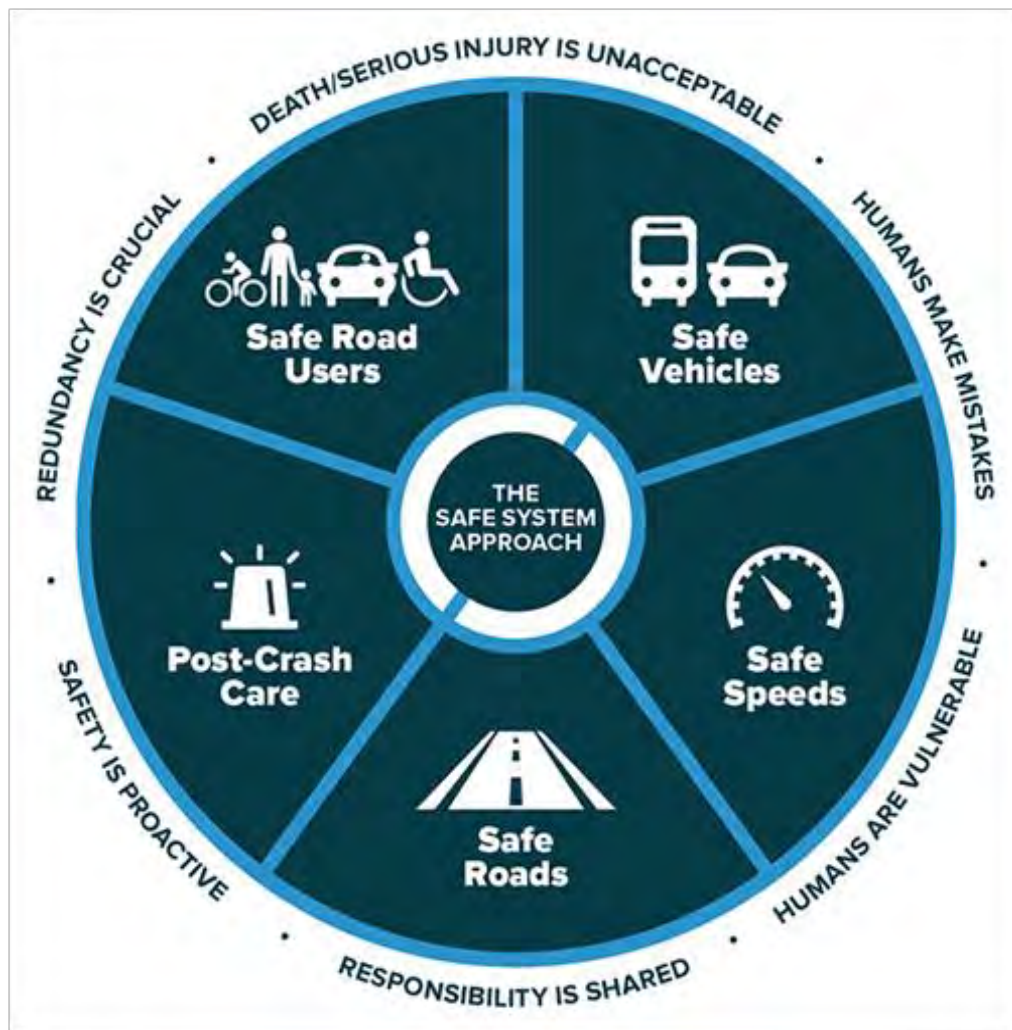 DEATH/SERIOUS INJURY IS UNACCEPTABLE
HUMANS MAKE MISTAKES
HUMANS ARE VULNERABLE
RESPONSIBILITY IS SHARED
SAFETY IS PROACTIVE
REDUNDANCY IS CRUCIAL
Safe Road
Users
Safe
Vehicles
Safe
Speeds
Safe
Roads
Post-Crash
Care
THE
SAFE SYSTEM
APPROACH